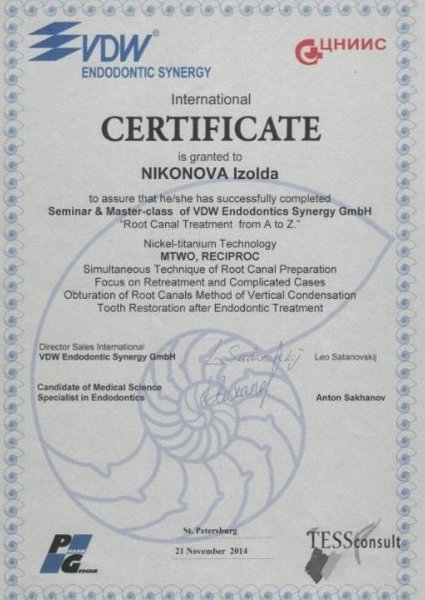 VDW®
ENDODONTIC SYNERGY
ЦНИИС
International
CERTIFICATE
is granted to
NIKONOVA Izolda
to assure that he/she has successfully completed
Seminar & Master-class of VDW Endodontics Synergy GmbH
"Root Canal Treatment from A to Z."
Nickel-titanium Technology
MTWO, RECIPROC
Simultaneous Technique of Root Canal Preparation
Focus on Retreatment and Complicated Cases
Obturation of Root Canals Method of Vertical Condensation
Tooth Restoration after Endodontic Treatment
Director Sales International
VDW Endodontic Synergy GmbH
Leo Satanovskij
Candidate of Medical Science
Specialist in Endodontics
Anton Sakhanov
St. Petersburg
21 November 2014
P
G
TESSconsult